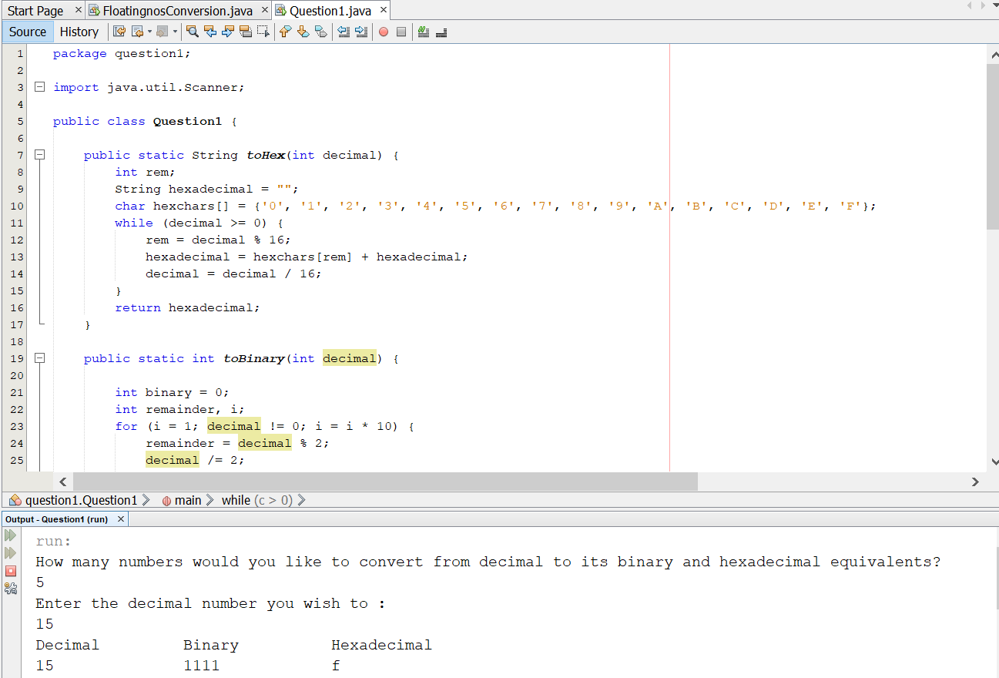 Start Page × FloatingnosConversion.java × Question1.java ×
Source History
1 package question1;
2
3 import java.util.Scanner;
4
5 public class Question1 {
6
7 public static String toHex(int decimal) {
8 int rem;
9 String hexadecimal = "";
10 char hexchars[] = {'0', '1', '2', '3', '4', '5', '6', '7', '8', '9', 'A', 'B', 'C', 'D', 'E', 'F'};
11 while (decimal >= 0) {
12 rem = decimal % 16;
13 hexadecimal = hexchars[rem] + hexadecimal;
14 decimal = decimal / 16;
15 }
16 return hexadecimal;
17 }
18
19 public static int toBinary(int decimal) {
20
21 int binary = 0;
22 int remainder, i;
23 for (i = 1; decimal != 0; i = i * 10) {
24 remainder = decimal % 2;
25 decimal /= 2;
question1.Question1 main while (c > 0)
Output - Question1 (run) ×
run:
How many numbers would you like to convert from decimal to its binary and hexadecimal equivalents?
5
Enter the decimal number you wish to :
15
Decimal Binary Hexadecimal
15 1111 f